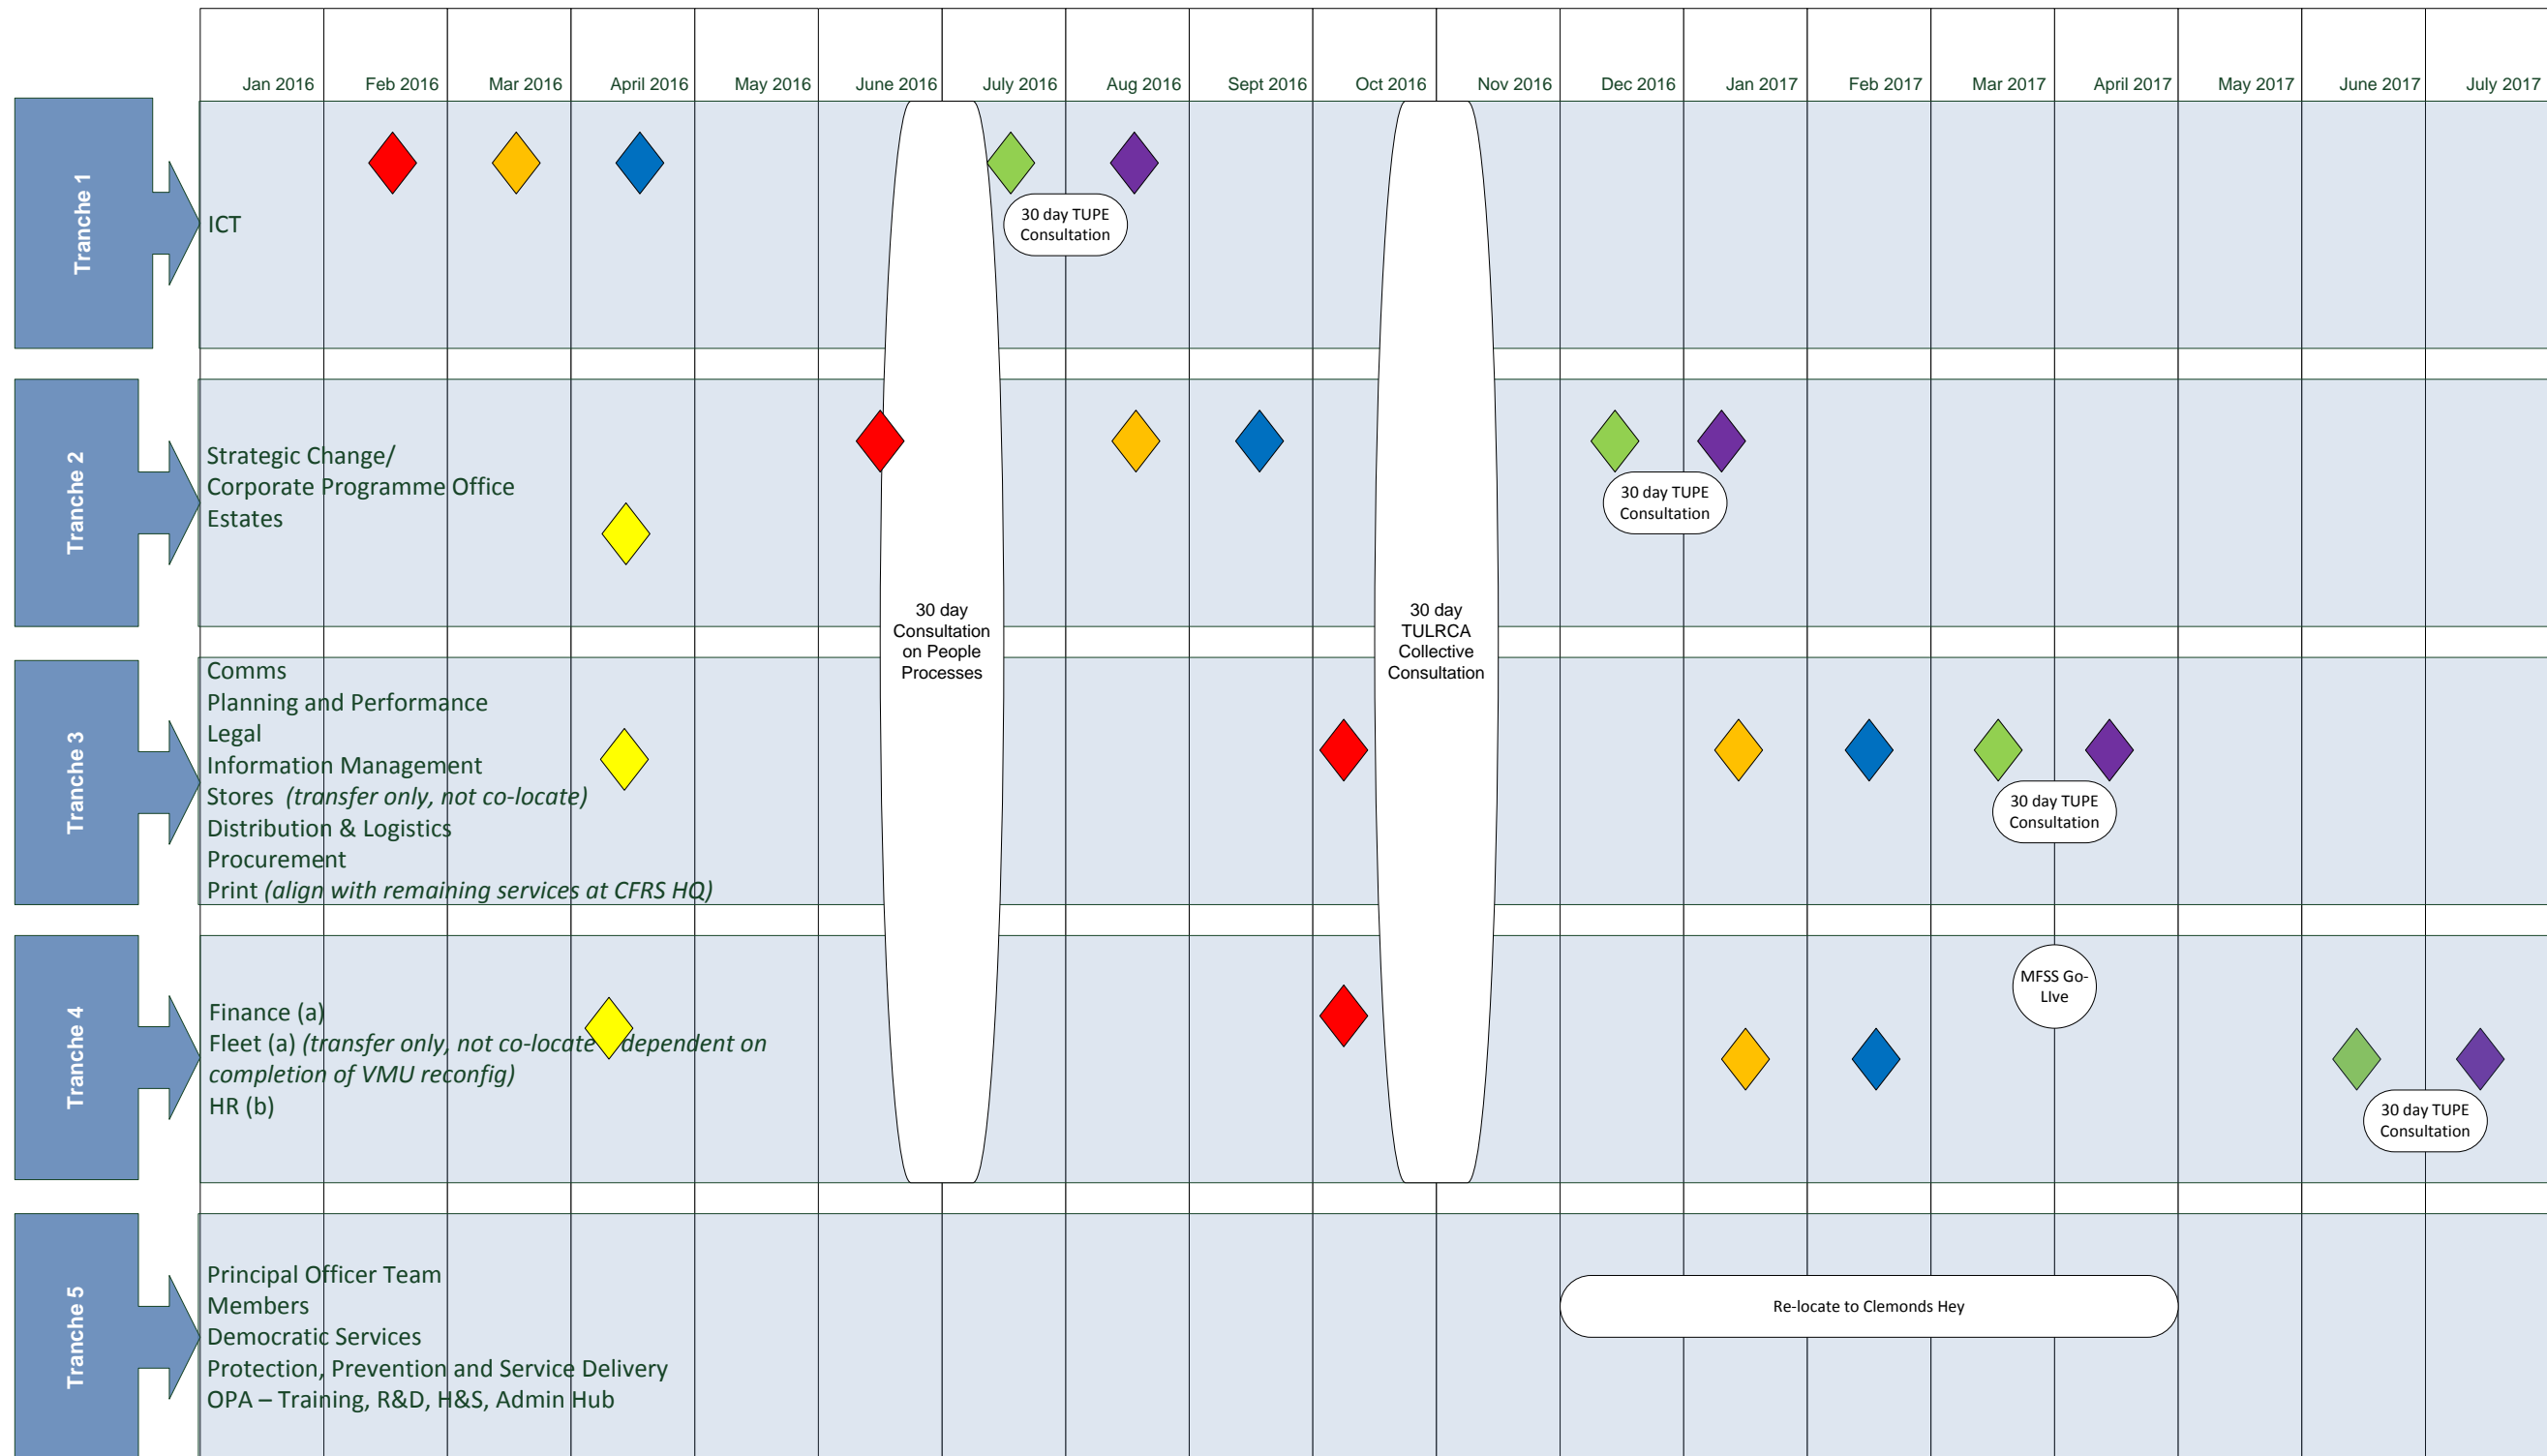 Jan 2016
Feb 2016
Mar 2016
April 2016
May 2016
June 2016
July 2016
Aug 2016
Sept 2016
Oct 2016
Nov 2016
Dec 2016
Jan 2017
Feb 2017
Mar 2017
April 2017
May 2017
June 2017
July 2017
Tranche 1
ICT
30 day TUPE
Consultation
Tranche 2
Strategic Change/
Corporate Programme Office
Estates
30 day TUPE
Consultation
30 day
Consultation
on People
Processes
30 day
TULRCA
Collective
Consultation
Tranche 3
Comms
Planning and Performance
Legal
Information Management
Stores (transfer only, not co-locate)
Distribution & Logistics
Procurement
Print (align with remaining services at CFRS HQ)
30 day TUPE
Consultation
Tranche 4
Finance (a)
Fleet (a) (transfer only, not co-locate dependent on
completion of VMU reconfig)
HR (b)
MFSS Go-
LIve
30 day TUPE
Consultation
Tranche 5
Principal Officer Team
Members
Democratic Services
Protection, Prevention and Service Delivery
OPA – Training, R&D, H&S, Admin Hub
Re-locate to Clemonds Hey